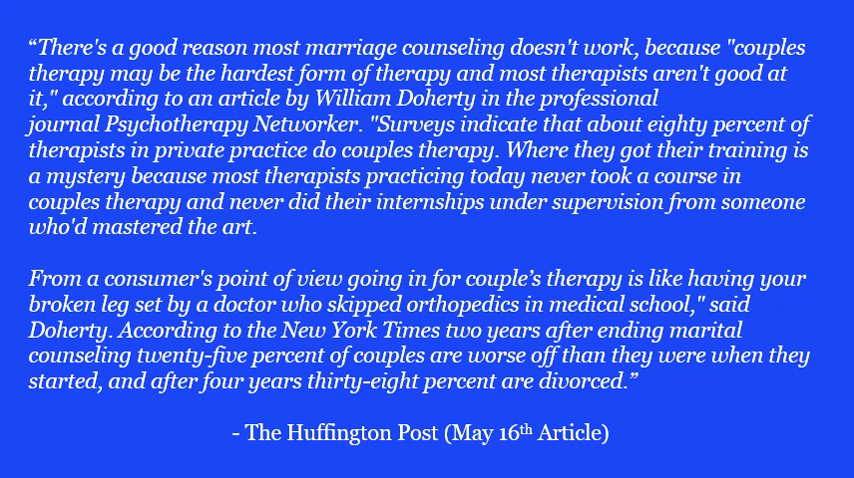 “There's a good reason most marriage counseling doesn't work, because "couples
therapy may be the hardest form of therapy and most therapists aren't good at
it," according to an article by William Doherty in the professional
journal Psychotherapy Networker. "Surveys indicate that about eighty percent of
therapists in private practice do couples therapy. Where they got their training is
a mystery because most therapists practicing today never took a course in
couples therapy and never did their internships under supervision from someone
who'd mastered the art.
From a consumer's point of view going in for couple’s therapy is like having your
broken leg set by a doctor who skipped orthopedics in medical school," said
Doherty. According to the New York Times two years after ending marital
counseling twenty-five percent of couples are worse off than they were when they
started, and after four years thirty-eight percent are divorced.”
- The Huffington Post (May 16th Article)